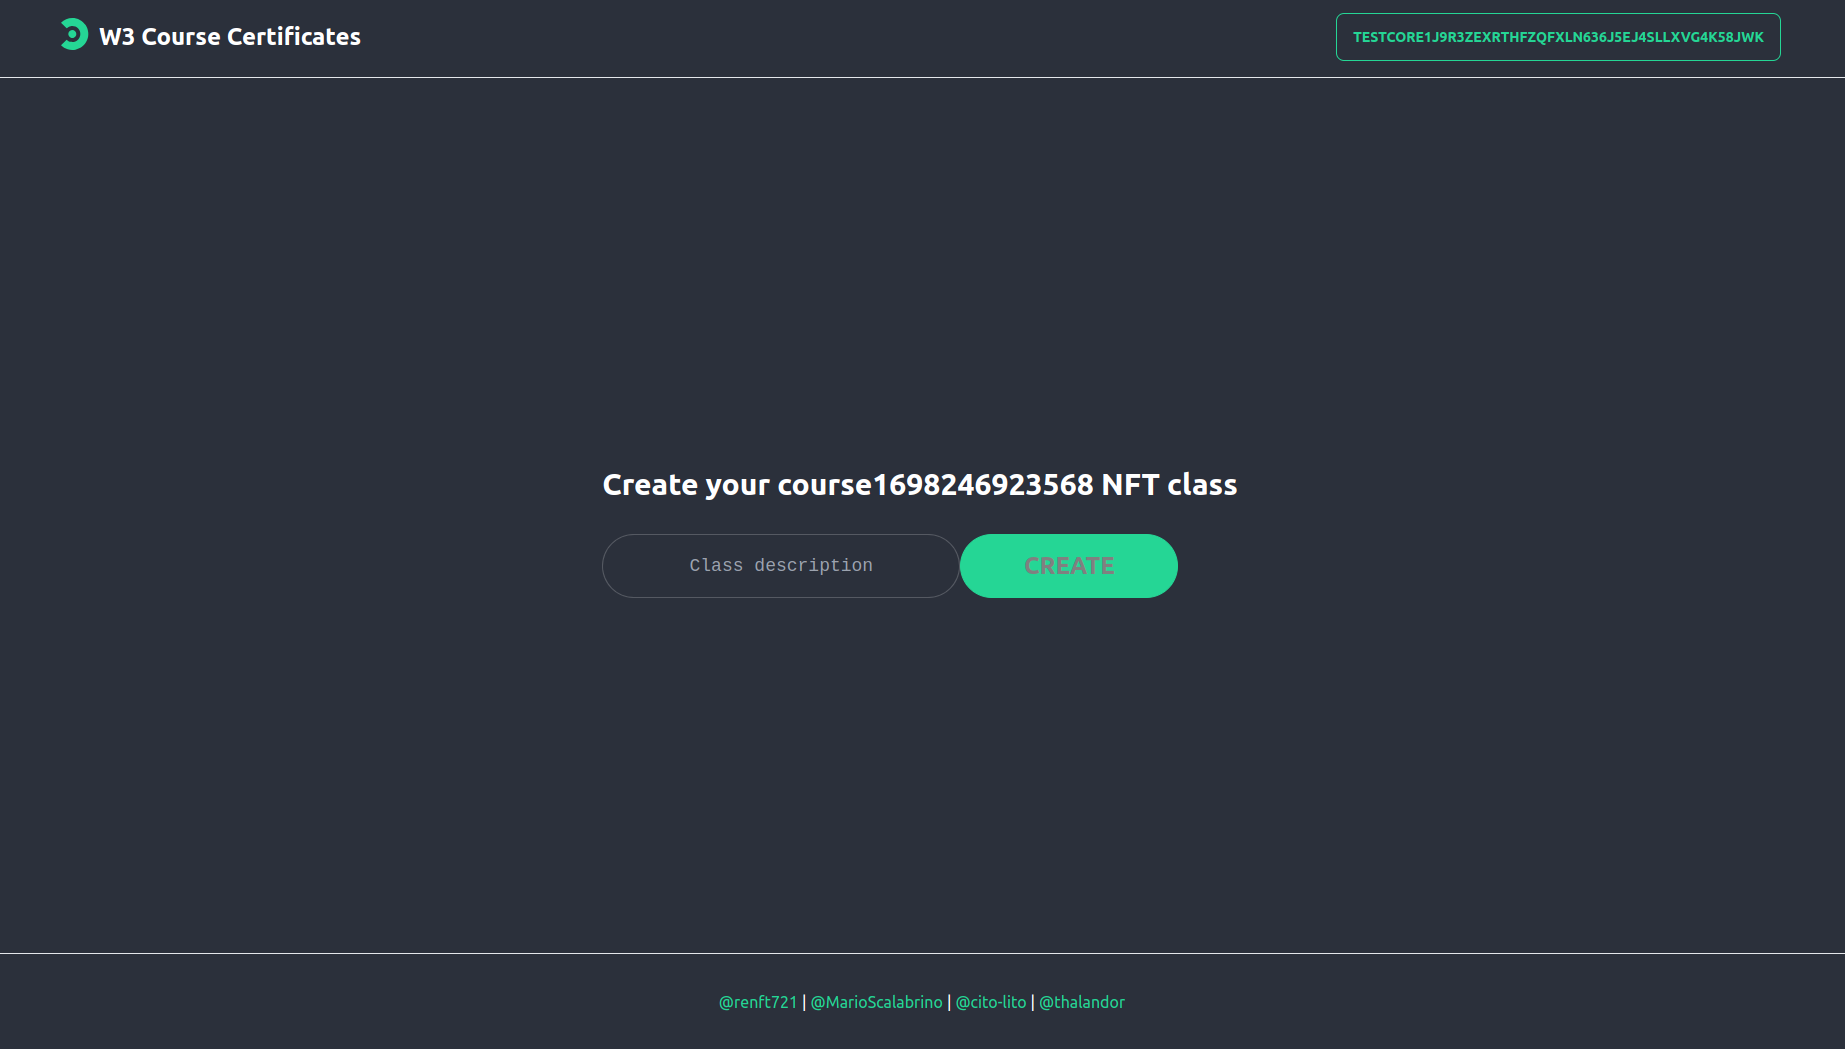 W3 Course Certificates
TESTCORE1J9R3ZEXRTHFZQFXLN636J5EJ4SLLXVG4K58JWK
Create your course1698246923568 NFT class
Class description
CREATE
@renft721 | @MarioScalabrino | @cito-lito | @thalandor